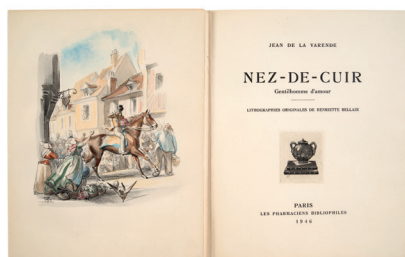 JEAN DE LA VARENDE
NEZ-DE-CUIR
Gentilhomme d'amour
LITHOGRAPHIES ORIGINALES DE HENRIETTE BELLAIR
PARIS
LES PHARMACIENS BIBLIOPHILES
1946